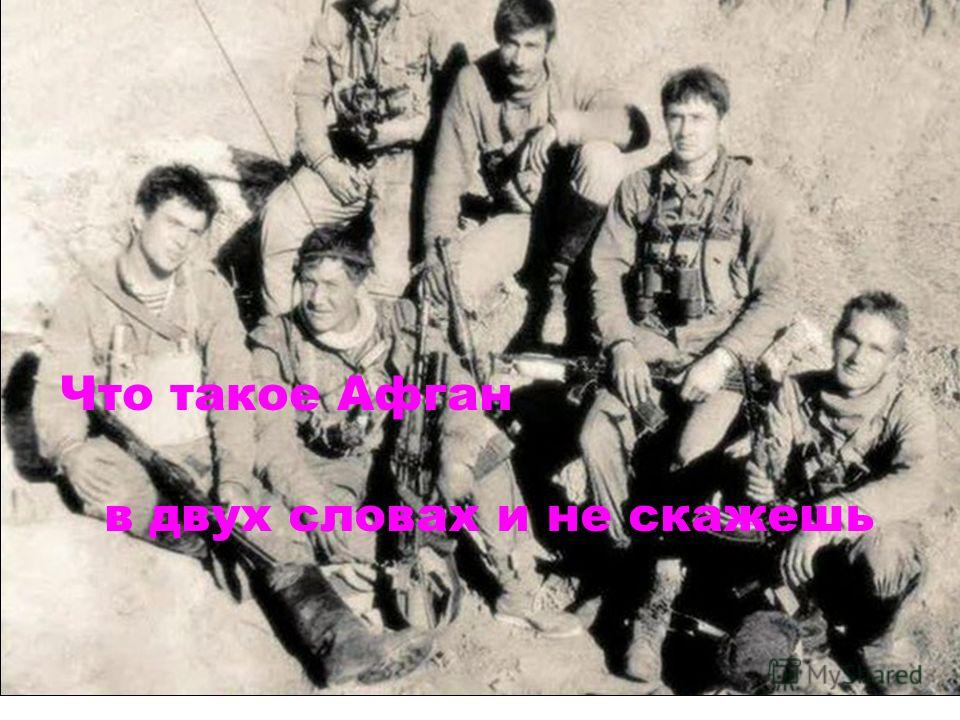 Что такое Афган
в двух словах и не скажешь
MyShared